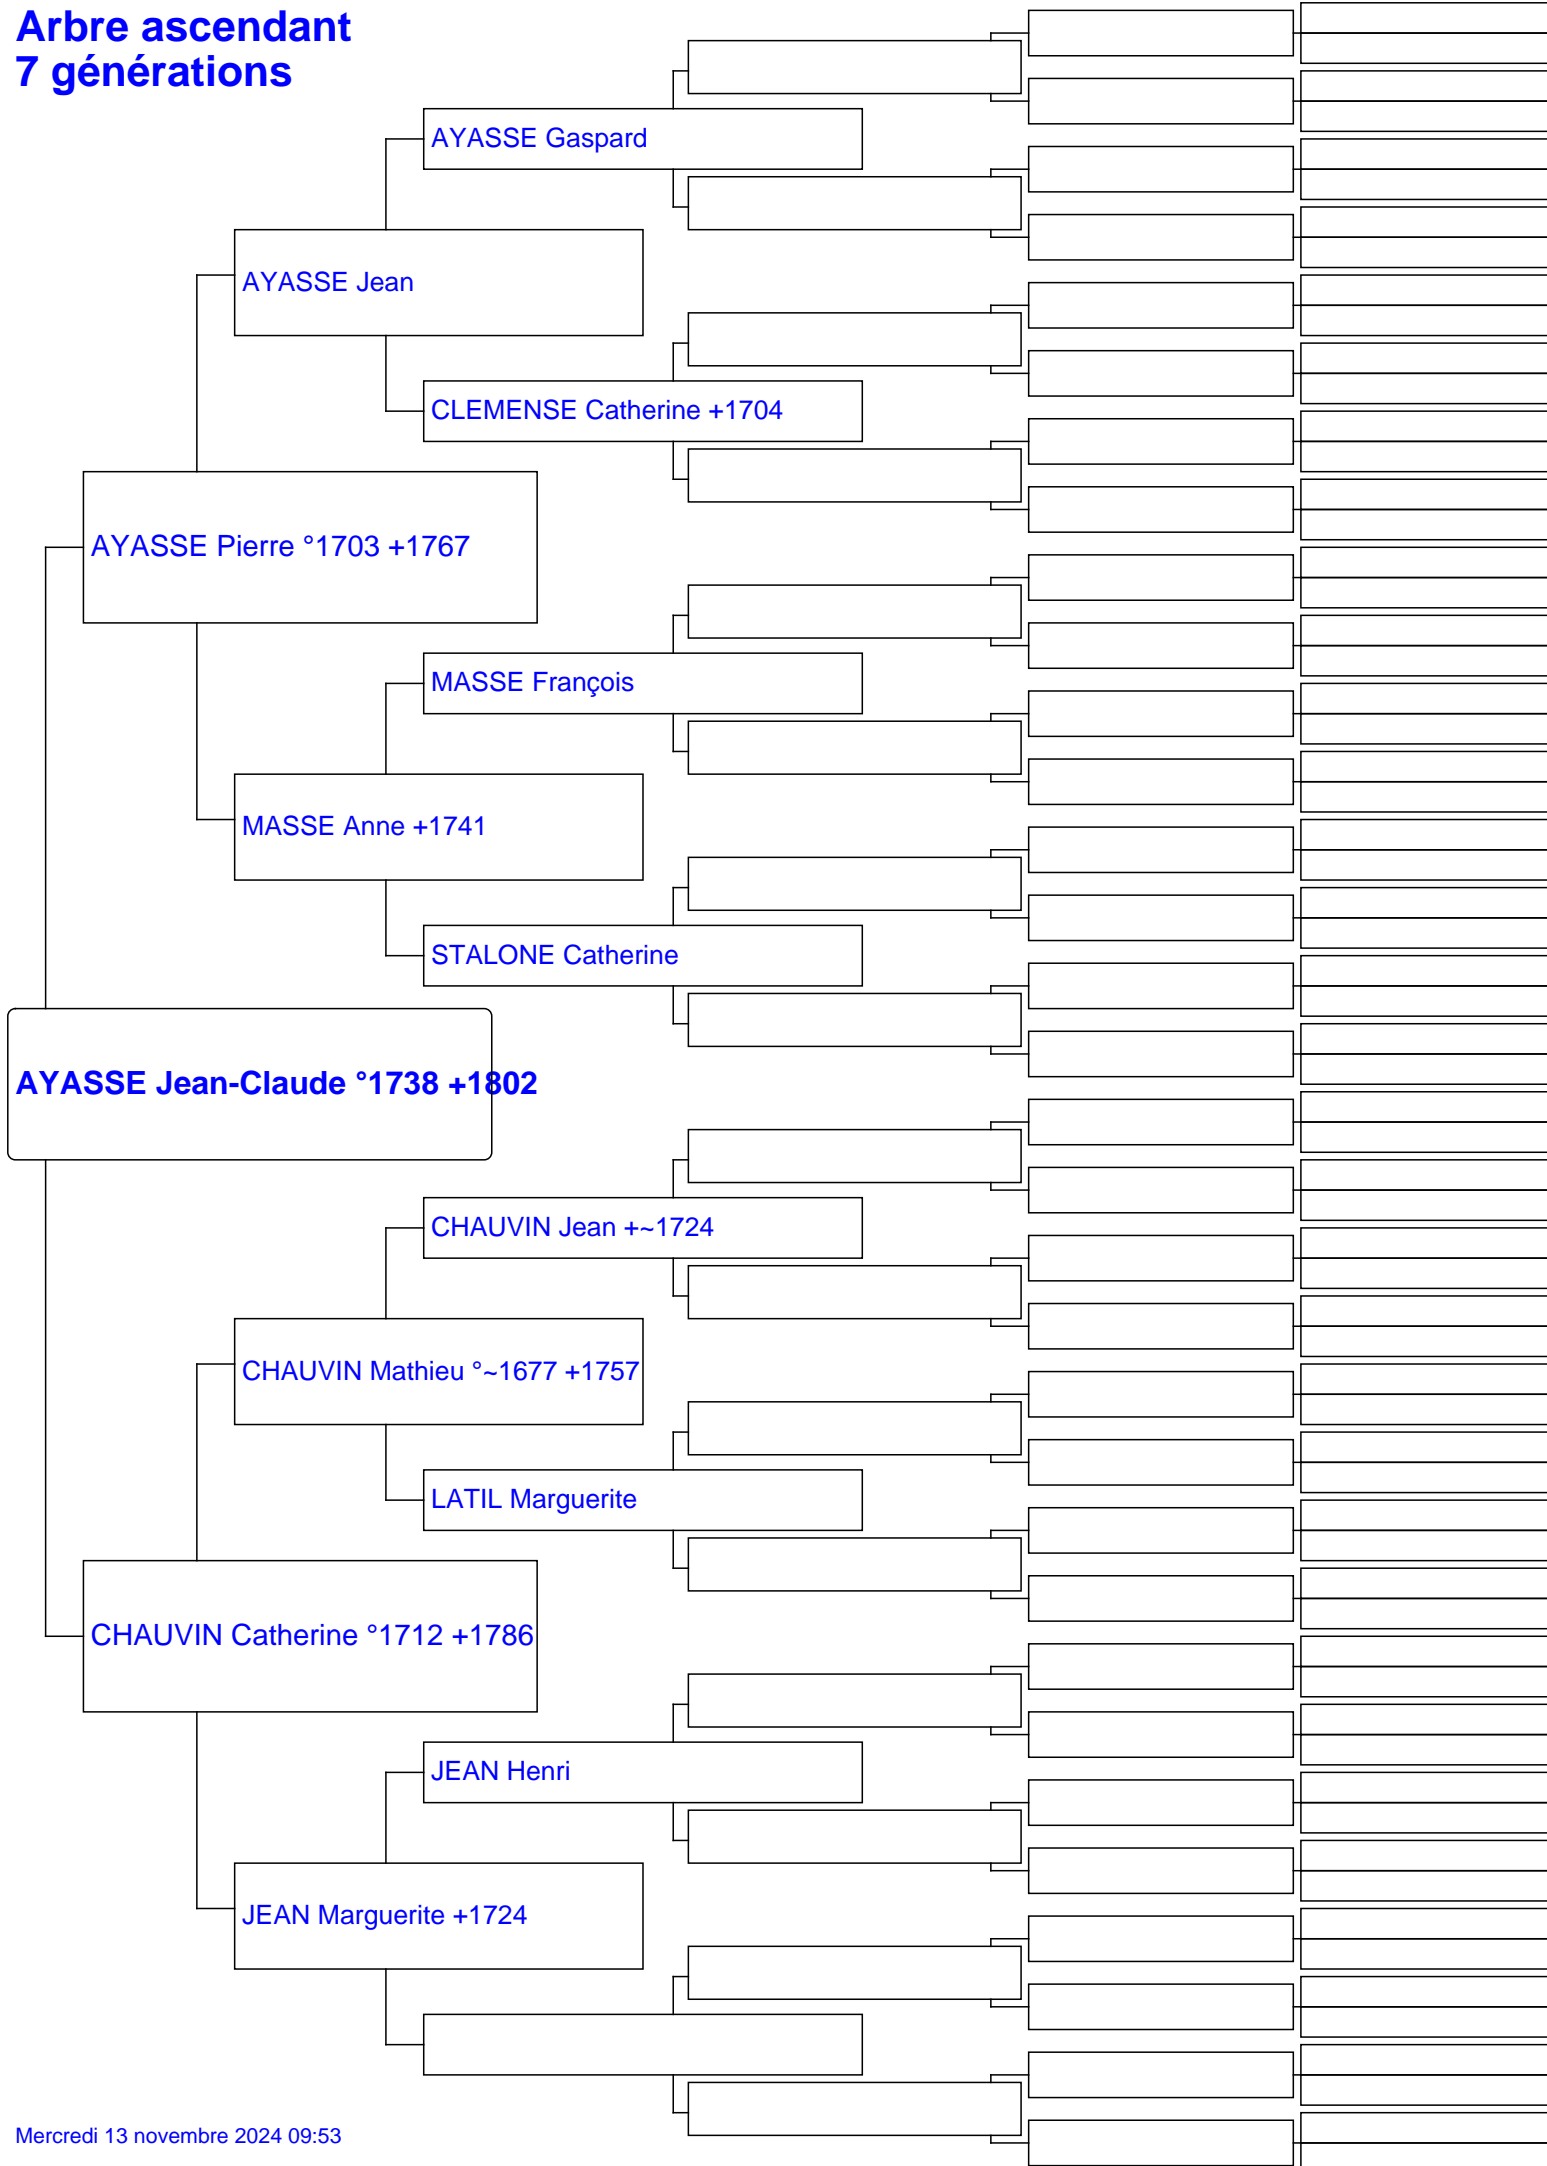 Arbre ascendant
7 générations
AYASSE Gaspard
AYASSE Jean
CLEMENSE Catherine +1704
AYASSE Pierre °1703 +1767
MASSE François
MASSE Anne +1741
STALONE Catherine
AYASSE Jean-Claude °1738 +1802
CHAUVIN Jean +~1724
CHAUVIN Mathieu °~1677 +1757
LATIL Marguerite
CHAUVIN Catherine °1712 +1786
JEAN Henri
JEAN Marguerite +1724
Mercredi 13 novembre 2024 09:53